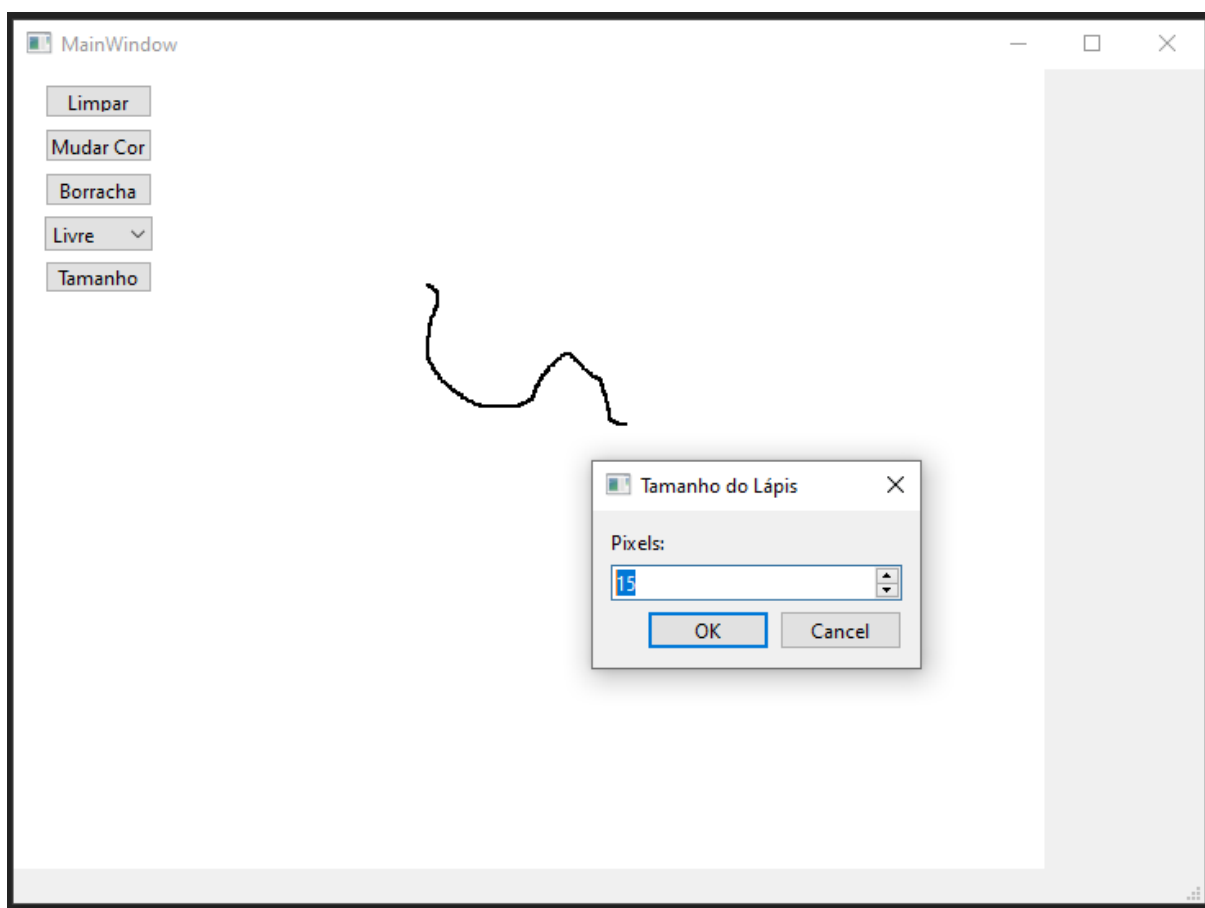 MainWindow
Limpar
Mudar Cor
Borracha
Livre
Tamanho
Tamanho do Lápis
Pixels:
15
OK
Cancel